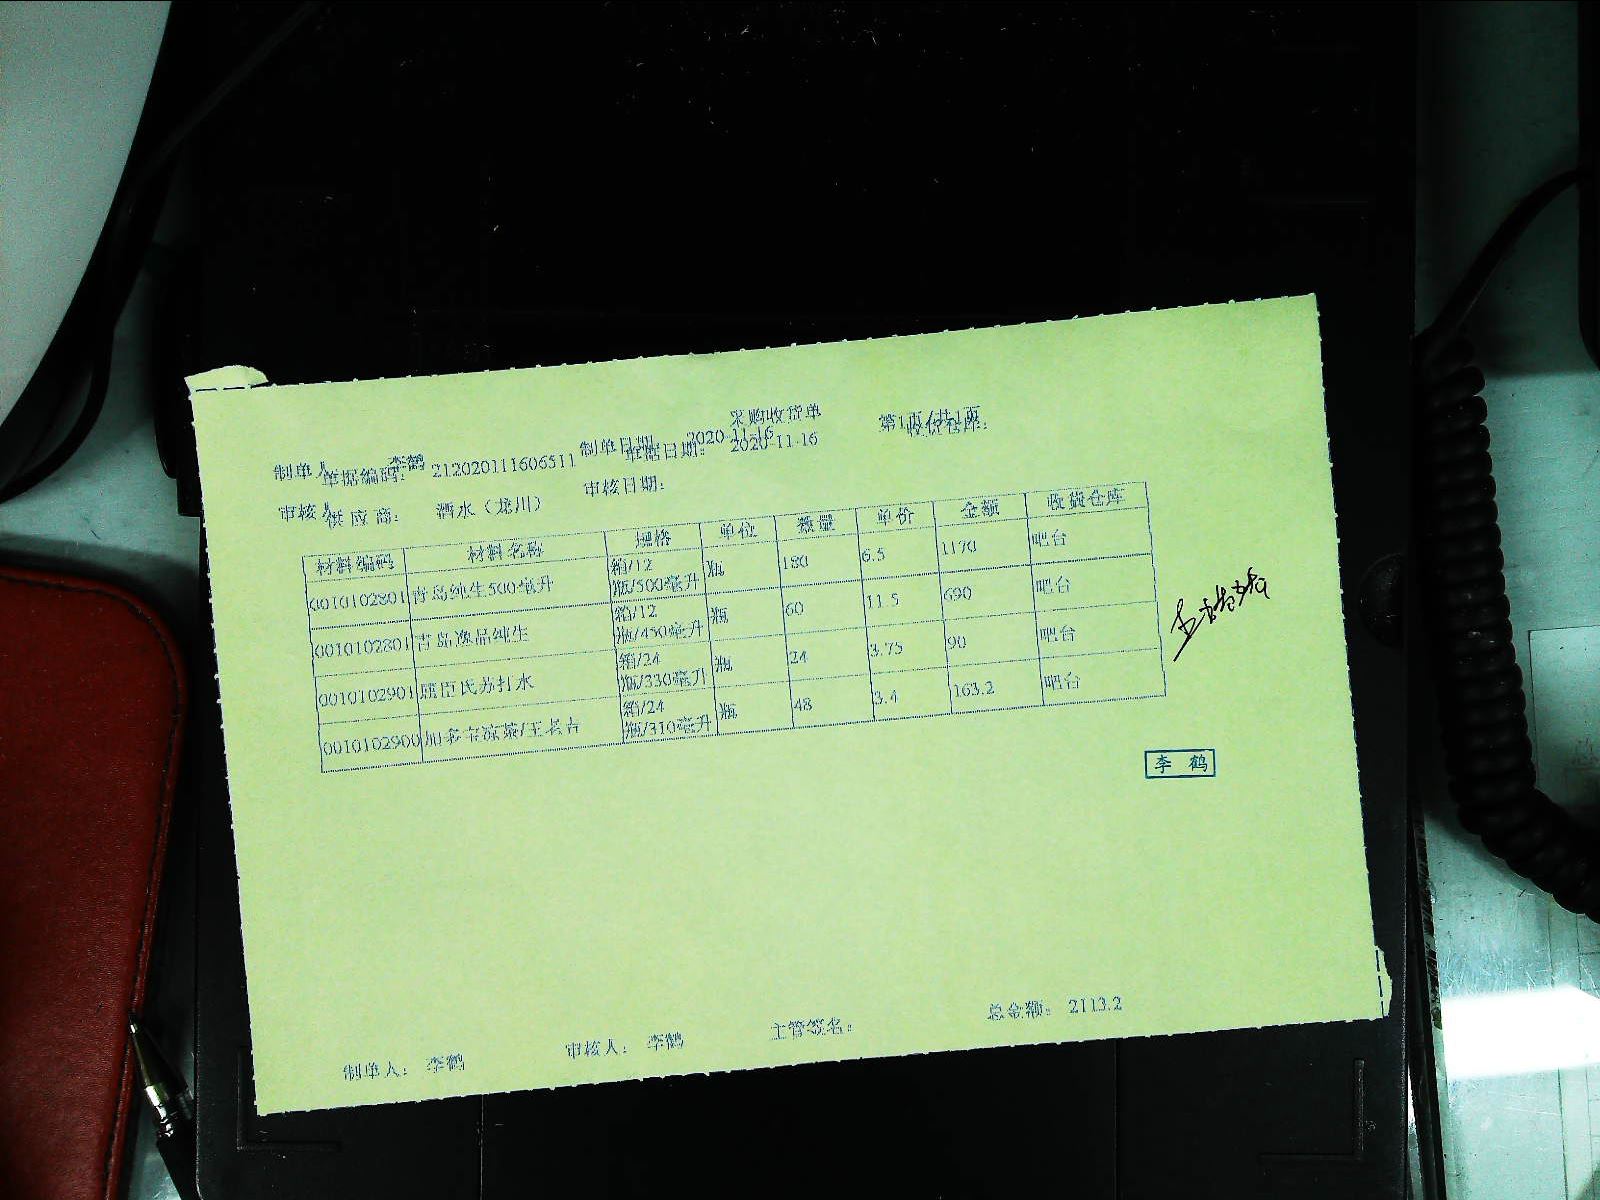 采购收货单
第1页/共1页
收货仓库：
制单人 李鹤 制单日期： 2020-11-16
单据编码： 212020111606511 单据日期： 2020-11-16
审核人 审核日期：
供应商： 酒水（龙川）
材料编码 材料名称 规格 单位 数量 单价 金额 收货仓库
0010102801 青岛纯生500毫升 箱/12瓶/500毫升 瓶 180 6.5 1170 吧台
0010102801 青岛逸品纯生 箱/12瓶/450毫升 瓶 60 11.5 690 吧台
0010102901 屈臣氏苏打水 箱/24瓶/330毫升 瓶 24 3.75 90 吧台
0010102900 加多宝凉茶/王老吉 箱/24瓶/310毫升 瓶 48 3.4 163.2 吧台
李 鹤
制单人： 李鹤 审核人： 李鹤 主管签名： 总金额： 2113.2